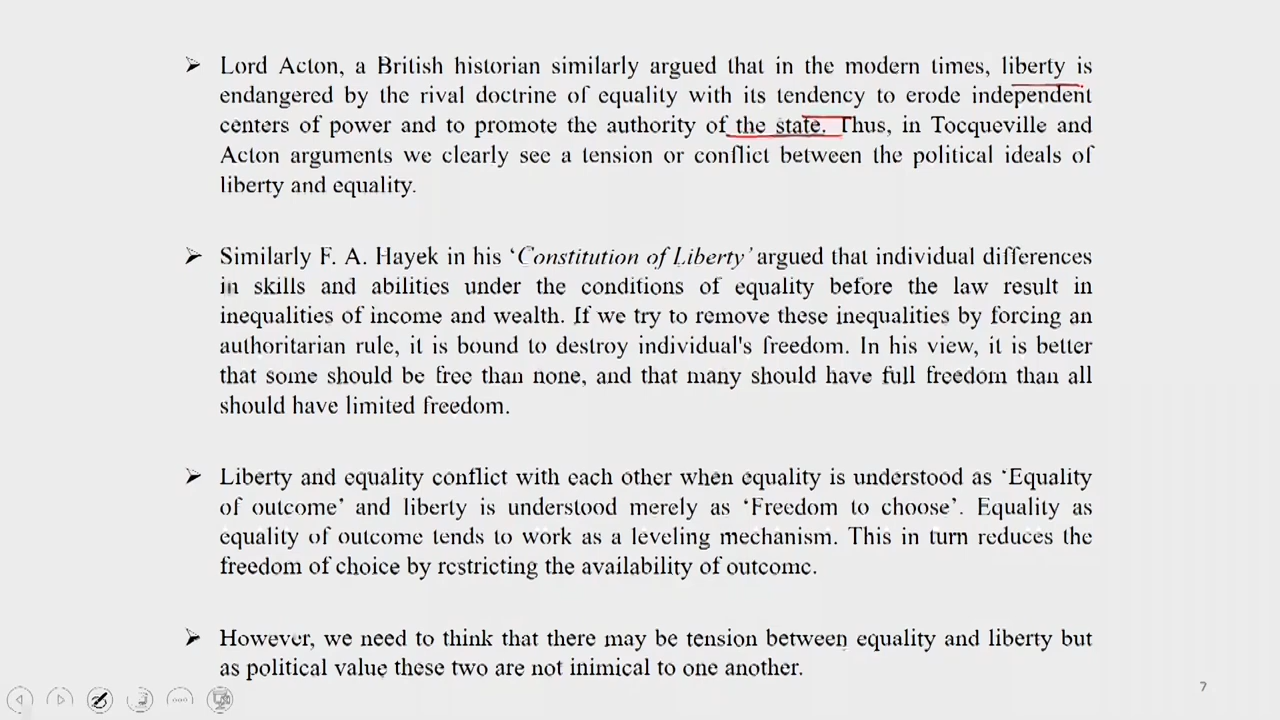 ➢ Lord Acton, a British historian similarly argued that in the modern times, liberty is
endangered by the rival doctrine of equality with its tendency to erode independent
centers of power and to promote the authority of the state. Thus, in Tocqueville and
Acton arguments we clearly see a tension or conflict between the political ideals of
liberty and equality.
➢ Similarly F. A. Hayek in his ‘Constitution of Liberty’ argued that individual differences
in skills and abilities under the conditions of equality before the law result in
inequalities of income and wealth. If we try to remove these inequalities by forcing an
authoritarian rule, it is bound to destroy individual's freedom. In his view, it is better
that some should be free than none, and that many should have full freedom than all
should have limited freedom.
➢ Liberty and equality conflict with each other when equality is understood as ‘Equality
of outcome’ and liberty is understood merely as ‘Freedom to choose’. Equality as
equality of outcome tends to work as a leveling mechanism. This in turn reduces the
freedom of choice by restricting the availability of outcome.
➢ However, we need to think that there may be tension between equality and liberty but
as political value these two are not inimical to one another.
7